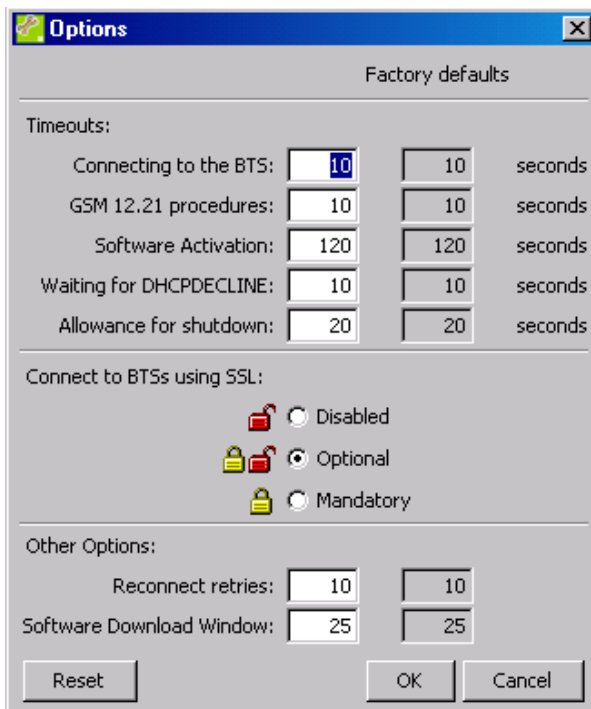 Options
Factory defaults
Timeouts:
Connecting to the BTS: 10 10 seconds
GSM 12.21 procedures: 10 10 seconds
Software Activation: 120 120 seconds
Waiting for DHCPDECLINE: 10 10 seconds
Allowance for shutdown: 20 20 seconds
Connect to BTSs using SSL:
Disabled
Optional
Mandatory
Other Options:
Reconnect retries: 10 10
Software Download Window: 25 25
Reset OK Cancel